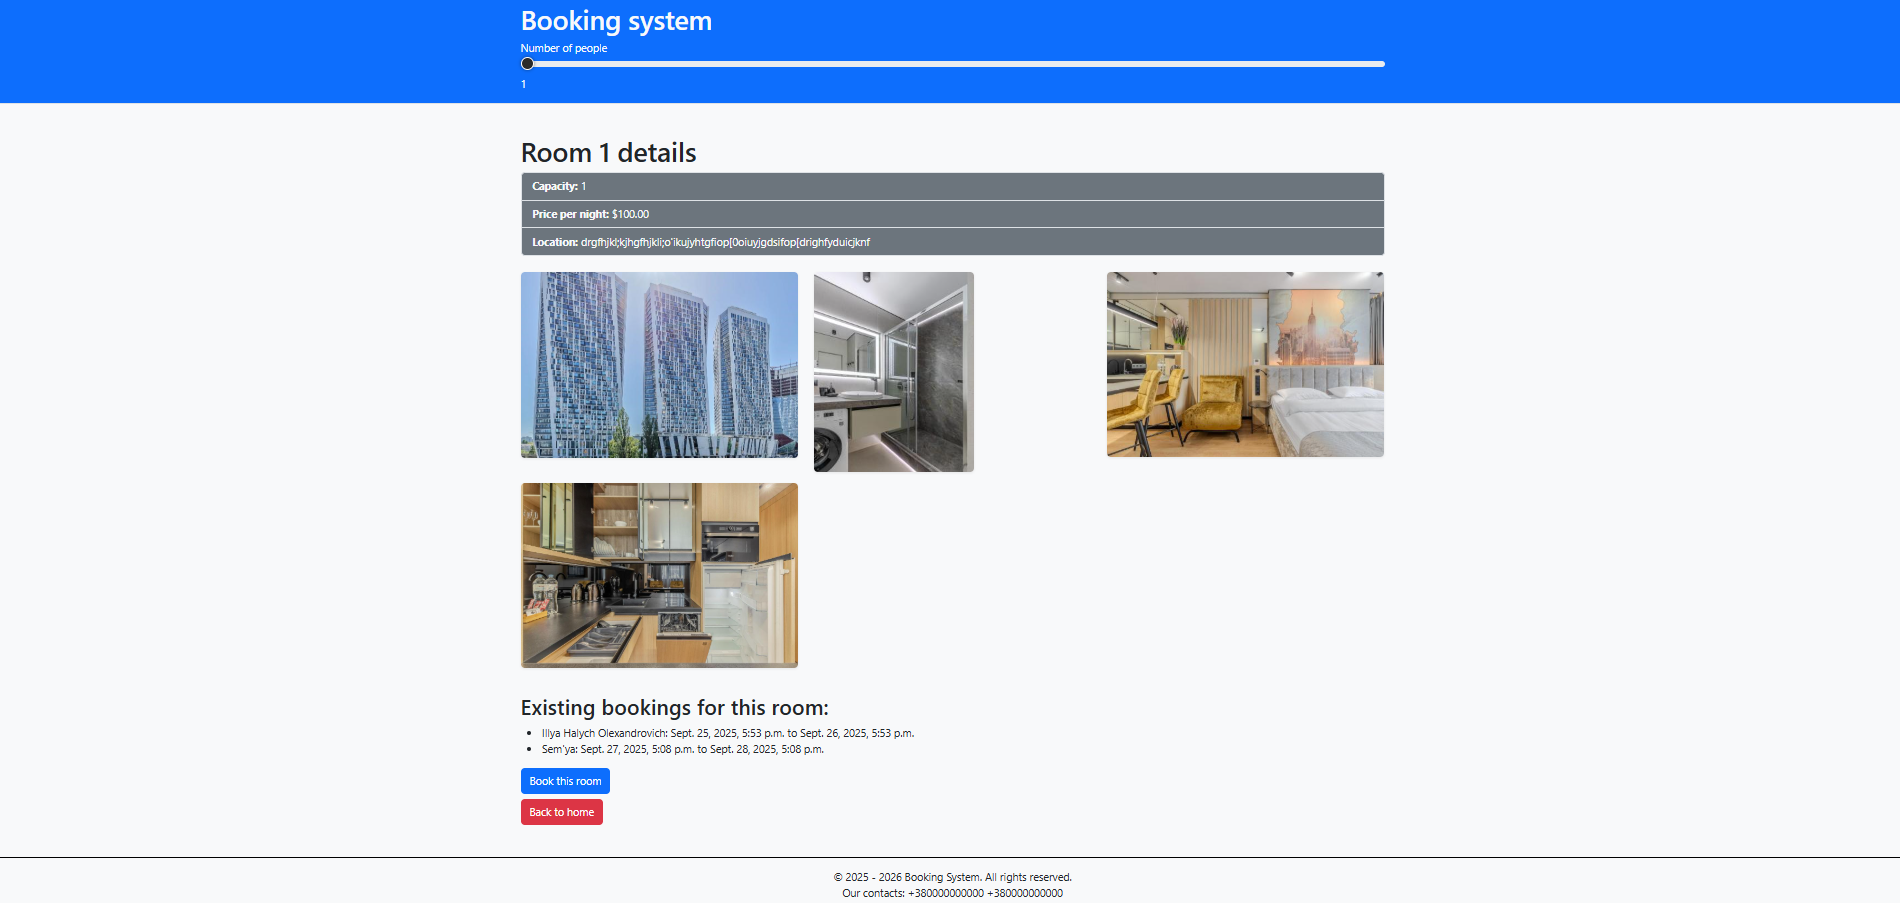 Booking system
Number of people
1
Room 1 details
Capacity: 1
Price per night: $100.00
Location: drgfhjkl;kjhgfhjkli;o'ikujyhtgfiop[0oiuyjgdsifop[drighfyduicjknf
Existing bookings for this room:
Illya Halych Olexandrovich: Sept. 25, 2025, 5:53 p.m. to Sept. 26, 2025, 5:53 p.m.
Sem'ya: Sept. 27, 2025, 5:08 p.m. to Sept. 28, 2025, 5:08 p.m.
Book this room
Back to home
© 2025 - 2026 Booking System. All rights reserved.
Our contacts: +380000000000 +380000000000